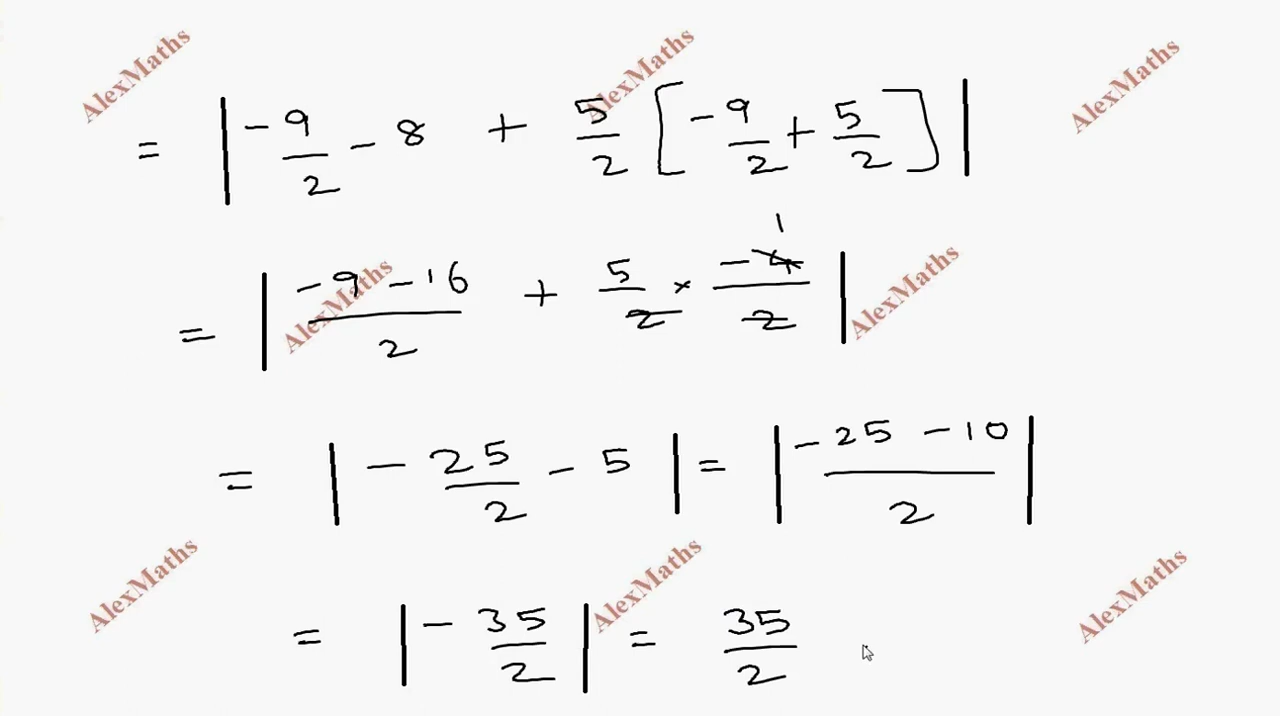 AlexMaths AlexMaths AlexMaths
= | -9/2 - 8 + 5/2 [ -9/2 + 5/2 ] |
1
= | (-9 -16)/2 + 5/2 × -4/2 |
AlexMaths AlexMaths
= | - 25/2 - 5 | = | (-25 -10)/2 |
AlexMaths AlexMaths AlexMaths
= | - 35/2 | = 35/2